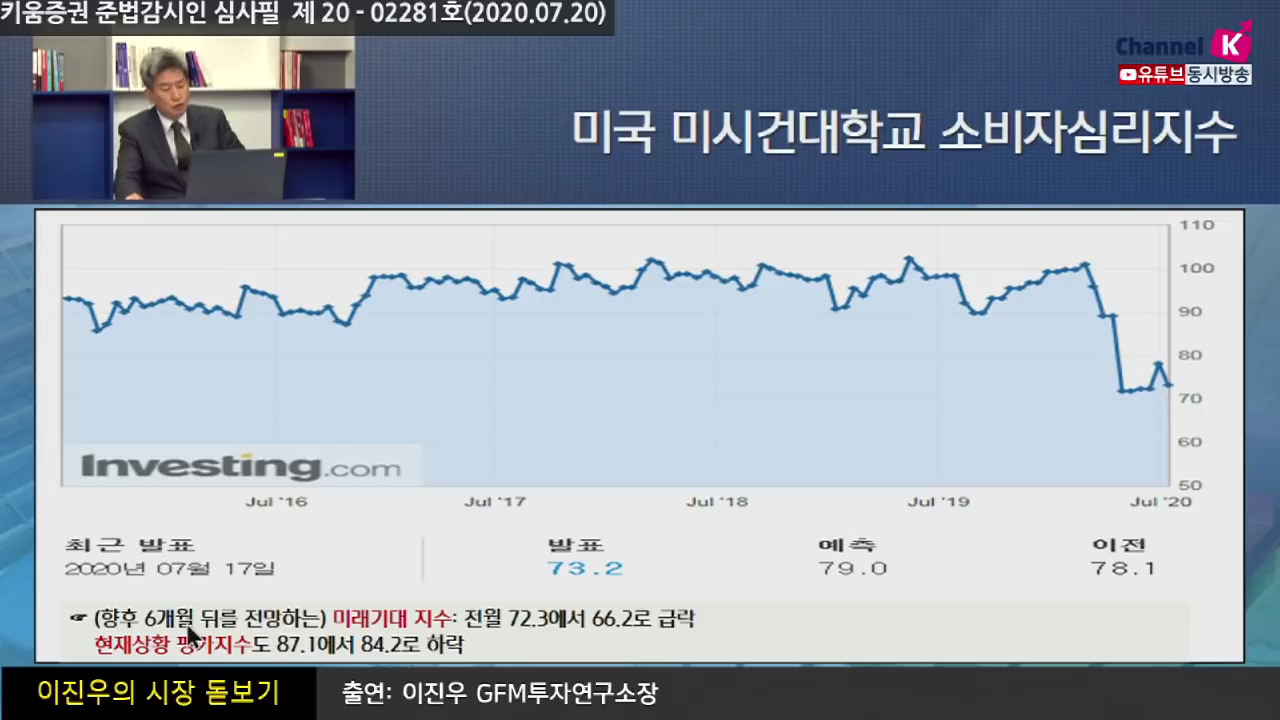 키움증권 준법감시인 심사필 제 20 - 02281호(2020.07.20)
Channel K
유튜브 동시방송
미국 미시건대학교 소비자심리지수
110
100
90
80
70
60
50
Investing.com
Jul '16 Jul '17 Jul '18 Jul '19 Jul '20
최근 발표 발표 예측 이전
2020년 07월 17일 73.2 79.0 78.1
☞ (향후 6개월 뒤를 전망하는) 미래기대 지수: 전월 72.3에서 66.2로 급락
현재상황 평가지수도 87.1에서 84.2로 하락
이진우의 시장 돋보기
출연: 이진우 GFM투자연구소장